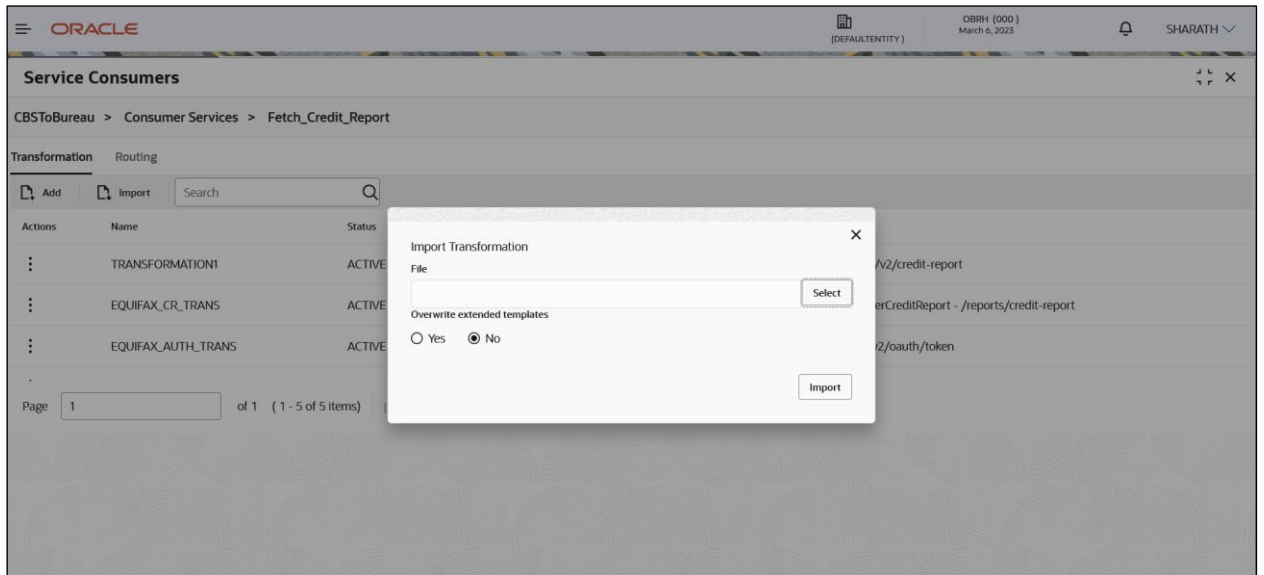 ORACLE
(DEFAULTENTITY )
OBRH (000 )
March 6, 2023
SHARATH
Service Consumers
CBSToBureau > Consumer Services > Fetch_Credit_Report
Transformation Routing
Add Import Search
Actions Name Status
Import Transformation
File
TRANSFORMATION1 ACTIVE /v2/credit-report
Select
EQUIFAX_CR_TRANS ACTIVE erCreditReport - /reports/credit-report
Overwrite extended templates
Yes No
EQUIFAX_AUTH_TRANS ACTIVE v2/oauth/token
Import
Page 1 of 1 ( 1 - 5 of 5 items)